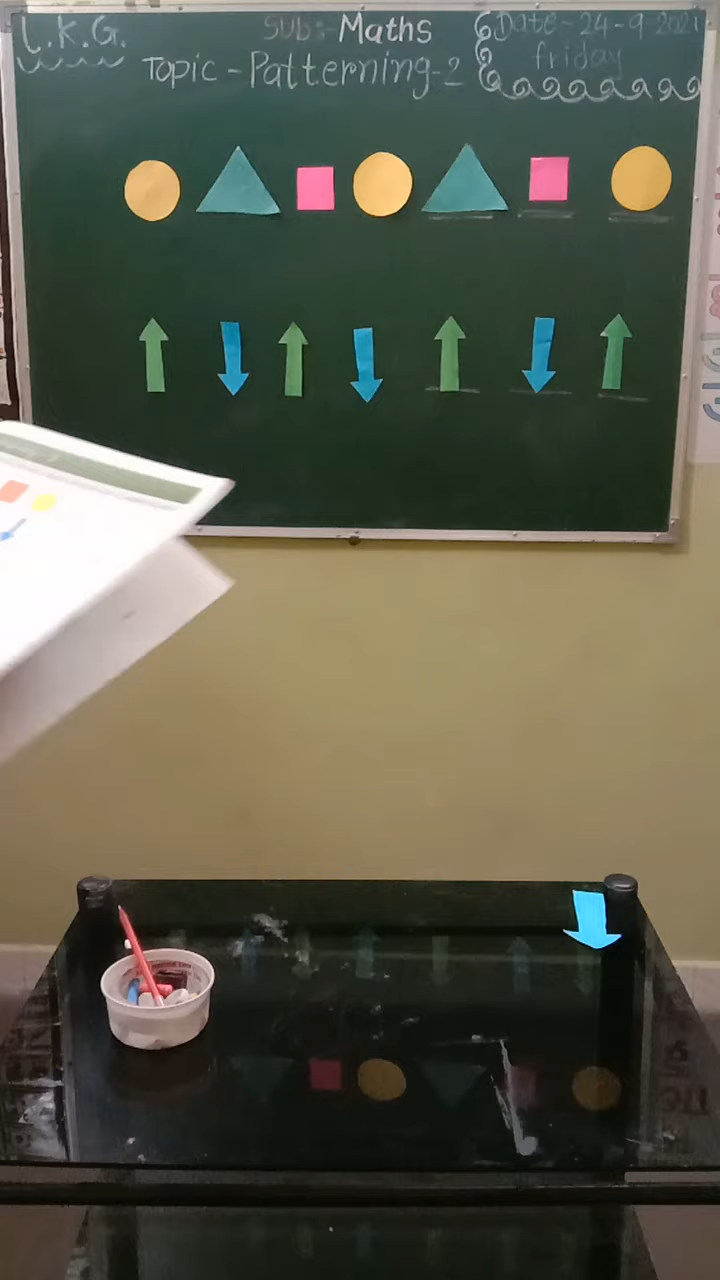 L.K.G.
Sub:- Maths
Date - 24-9-2021
friday
Topic - Patterning-2